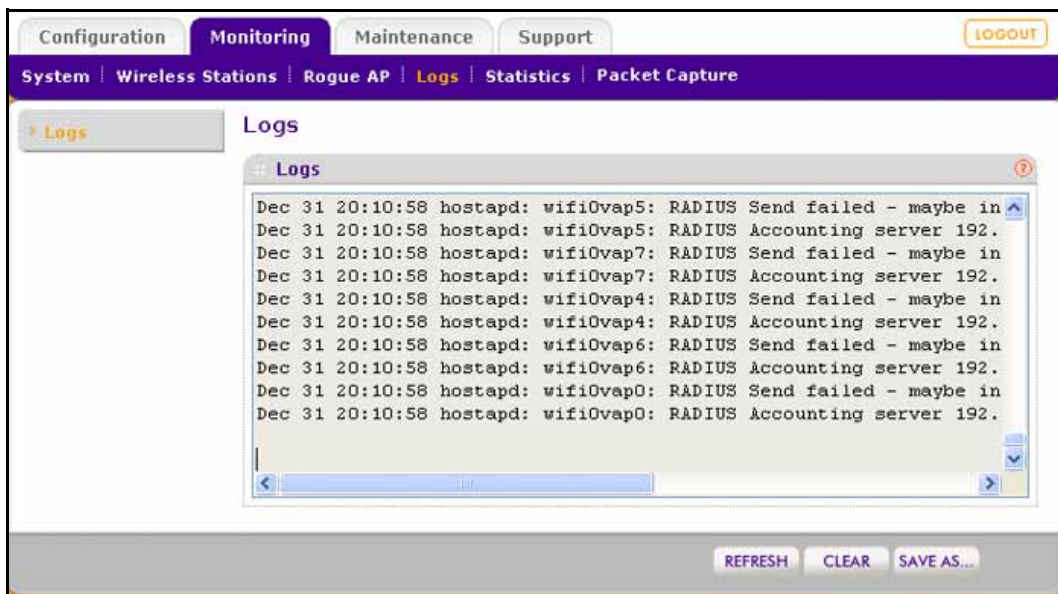 Configuration Monitoring Maintenance Support LOGOUT
System Wireless Stations Rogue AP Logs Statistics Packet Capture
Logs
Logs
Logs
Dec 31 20:10:58 hostapd: wifi0vap5: RADIUS Send failed - maybe in
Dec 31 20:10:58 hostapd: wifi0vap5: RADIUS Accounting server 192.
Dec 31 20:10:58 hostapd: wifi0vap7: RADIUS Send failed - maybe in
Dec 31 20:10:58 hostapd: wifi0vap7: RADIUS Accounting server 192.
Dec 31 20:10:58 hostapd: wifi0vap4: RADIUS Send failed - maybe in
Dec 31 20:10:58 hostapd: wifi0vap4: RADIUS Accounting server 192.
Dec 31 20:10:58 hostapd: wifi0vap6: RADIUS Send failed - maybe in
Dec 31 20:10:58 hostapd: wifi0vap6: RADIUS Accounting server 192.
Dec 31 20:10:58 hostapd: wifi0vap0: RADIUS Send failed - maybe in
Dec 31 20:10:58 hostapd: wifi0vap0: RADIUS Accounting server 192.
REFRESH CLEAR SAVE AS...